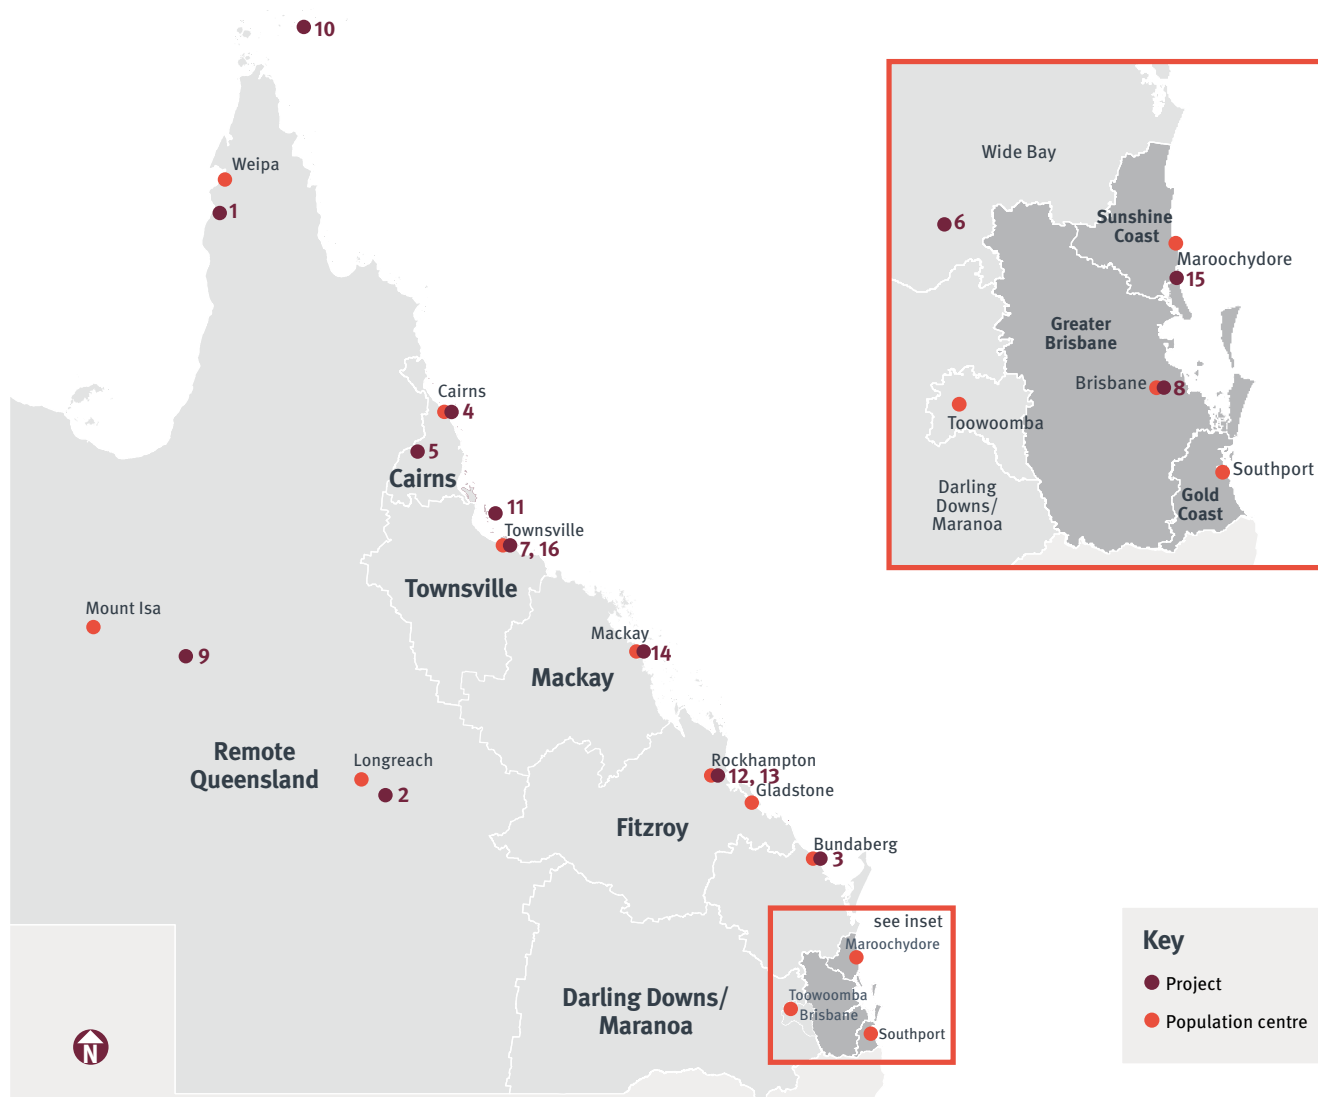 10
Weipa
1
Cairns
4
5
Cairns
11
Townsville
7, 16
Townsville
Mount Isa
9
Mackay
14
Mackay
Remote
Queensland
Longreach
2
Rockhampton
12, 13
Gladstone
Fitzroy
Bundaberg
3
see inset
Maroochydore
Toowoomba
Brisbane
Southport
Darling Downs/
Maranoa
N
Wide Bay
6
Sunshine
Coast
Maroochydore
15
Greater
Brisbane
Brisbane
8
Toowoomba
Darling
Downs/
Maranoa
Southport
Gold
Coast
Key
Project
Population centre